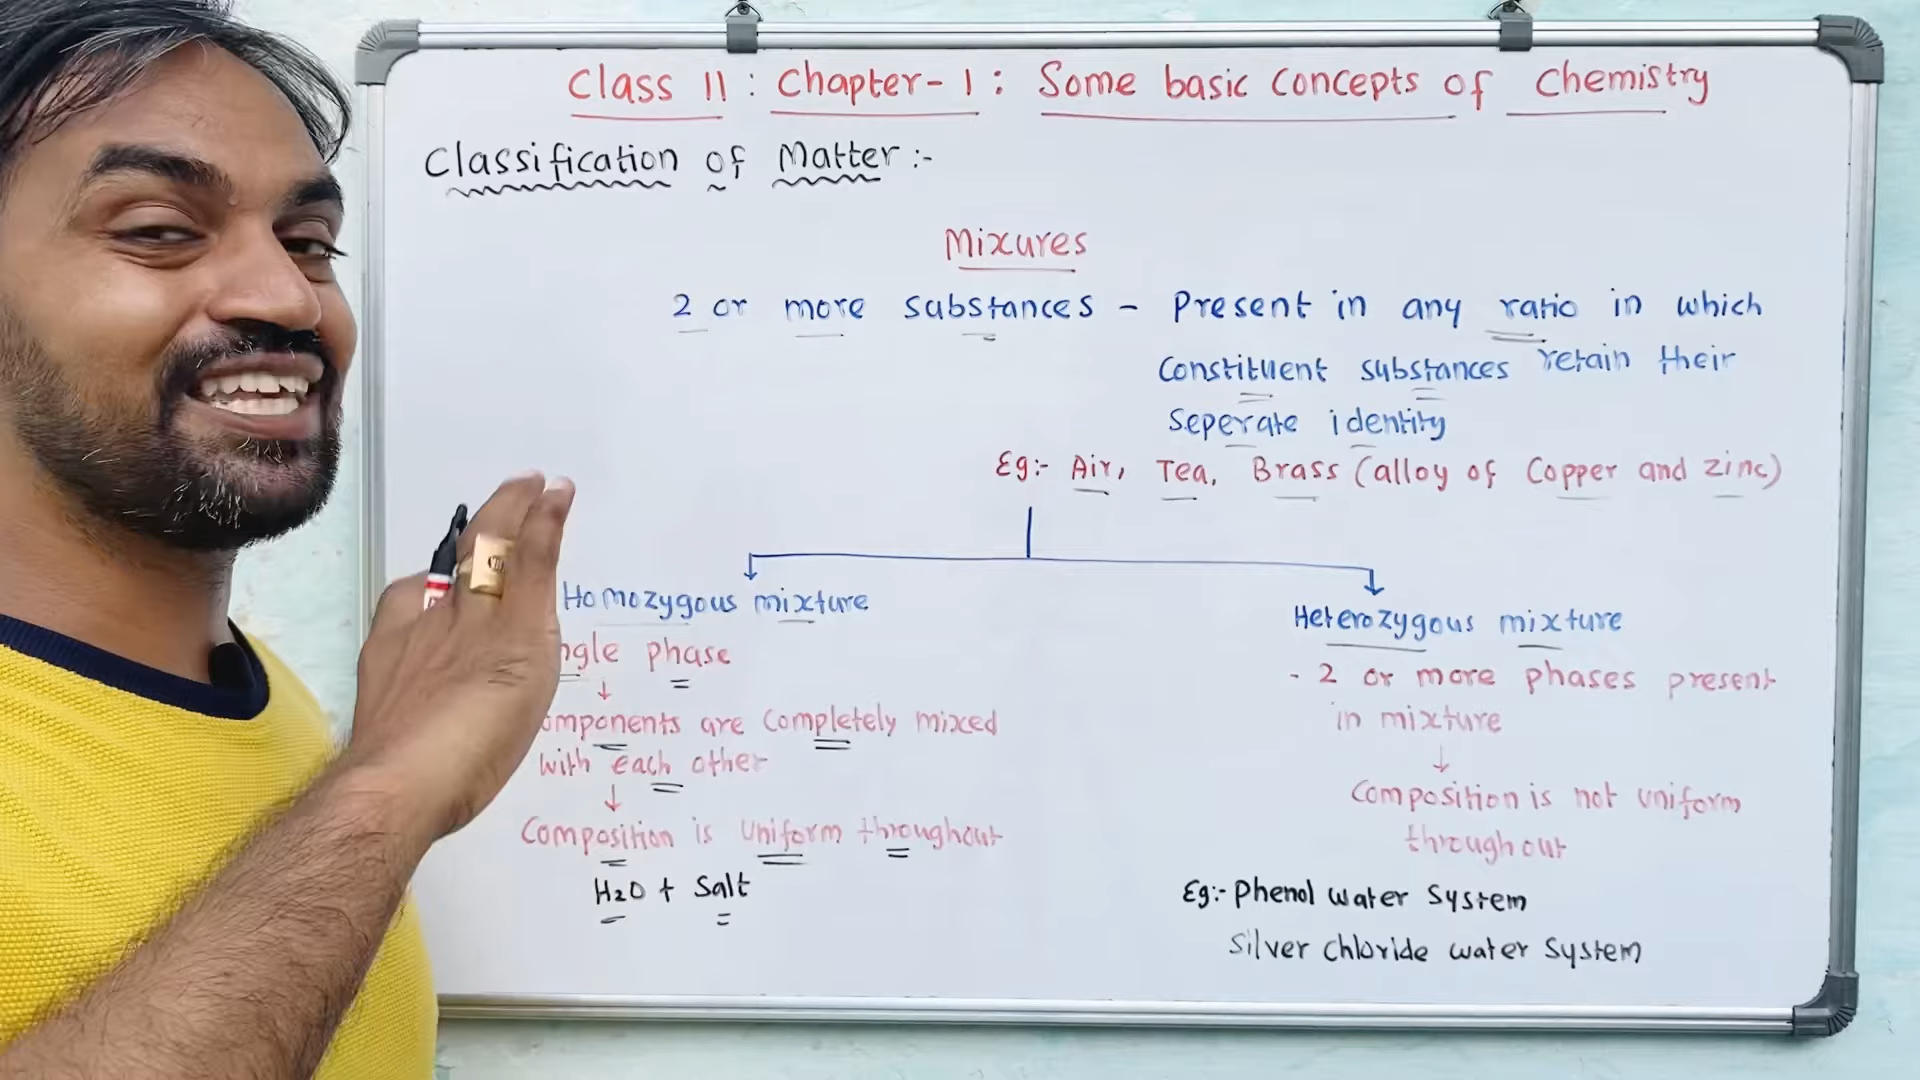 Class 11 : Chapter-1 : Some basic concepts of Chemistry
Classification of Matter :-
Mixures
2 or more substances - Present in any ratio in which
Constituent substances retain their
Seperate identity
Eg:- Air, Tea, Brass (alloy of Copper and Zinc)
Homozygous mixture
ngle phase
omponents are completely mixed
with each other
Composition is uniform throughout
H₂O + Salt
Heterozygous mixture
- 2 or more phases present
in mixture
Composition is not uniform
throughout
Eg:- Phenol water system
Silver chloride water system